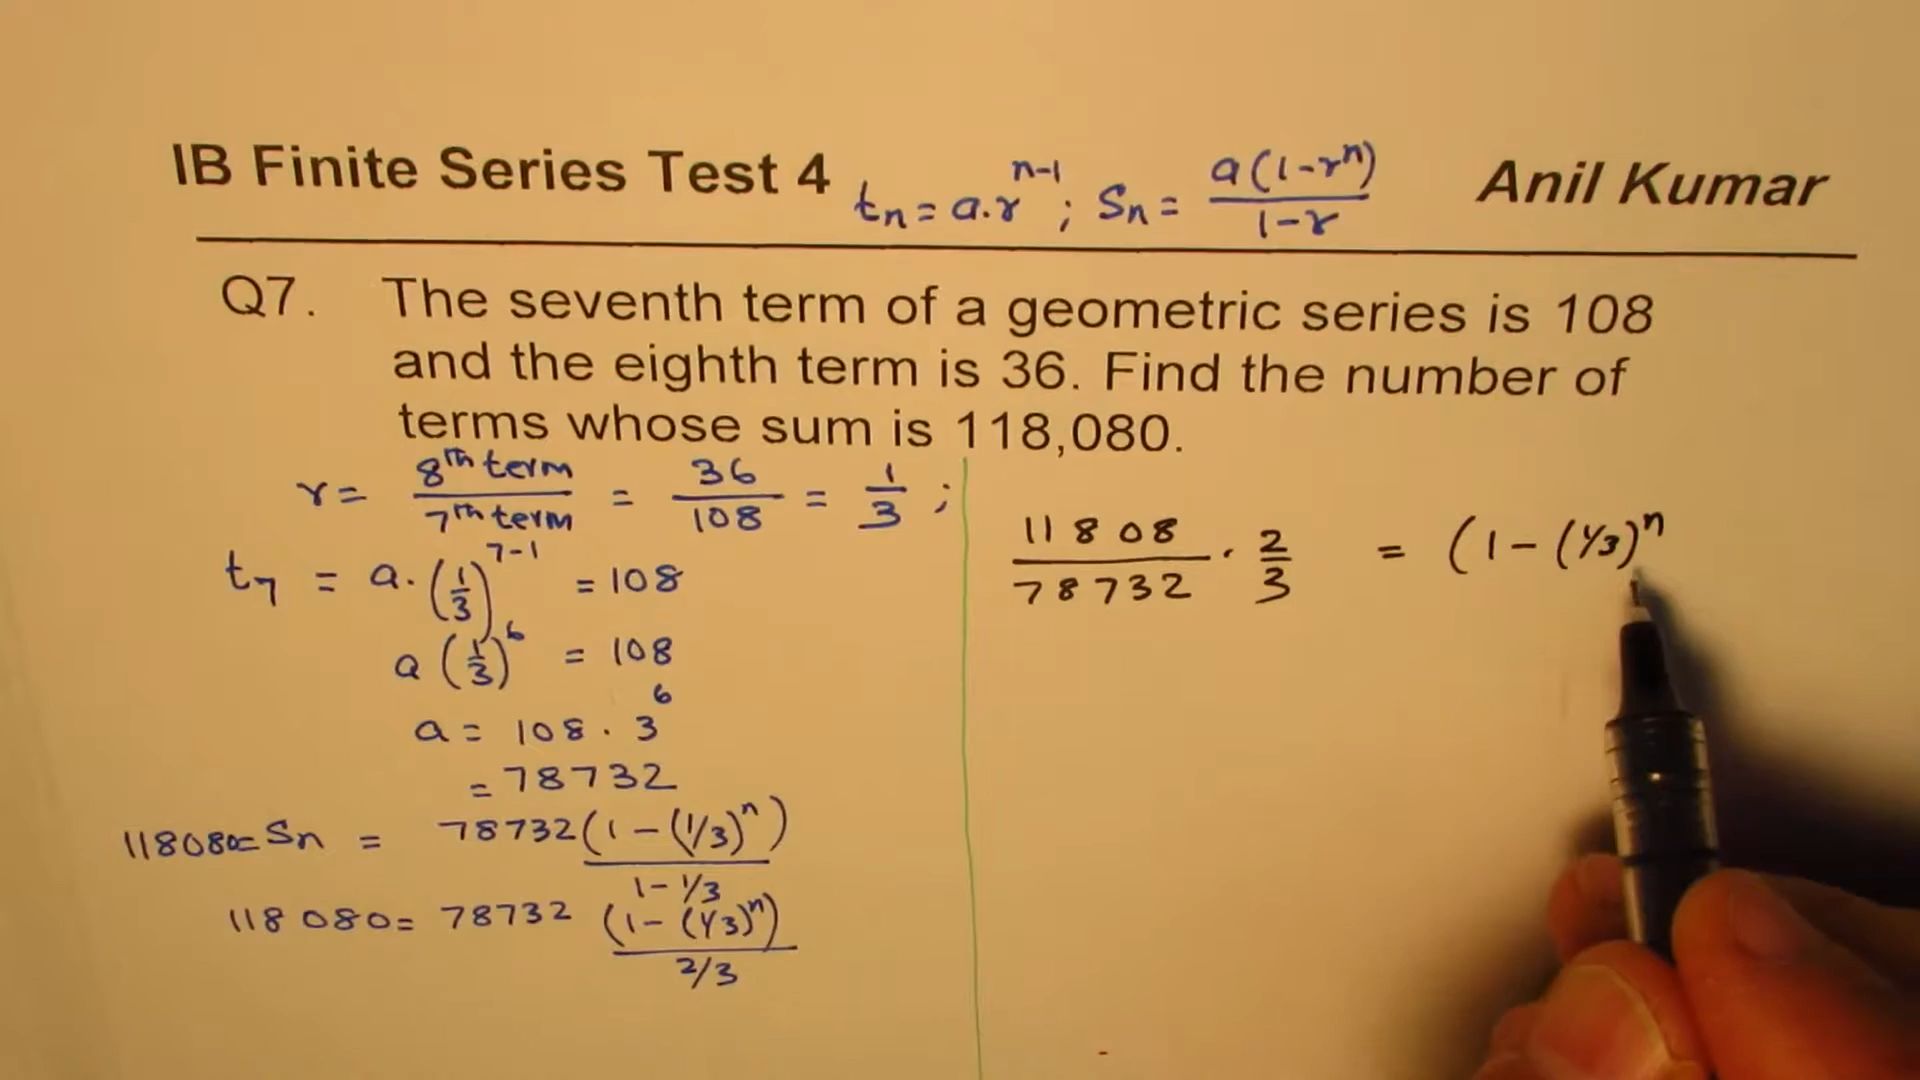 IB Finite Series Test 4 tn = a.r^n-1 ; Sn = a(1-r^n) / 1-r Anil Kumar
Q7. The seventh term of a geometric series is 108
and the eighth term is 36. Find the number of
terms whose sum is 118,080.
r = 8th term / 7th term = 36 / 108 = 1/3 ;
t7 = a.(1/3)^7-1 = 108
a (1/3)^6 = 108
a = 108 . 3^6
= 78732
118080 = Sn = 78732 (1 - (1/3)^n) / 1 - 1/3
118 080 = 78732 (1 - (1/3)^n) / 2/3
11808 / 78732 . 2/3 = (1 - (1/3)^n